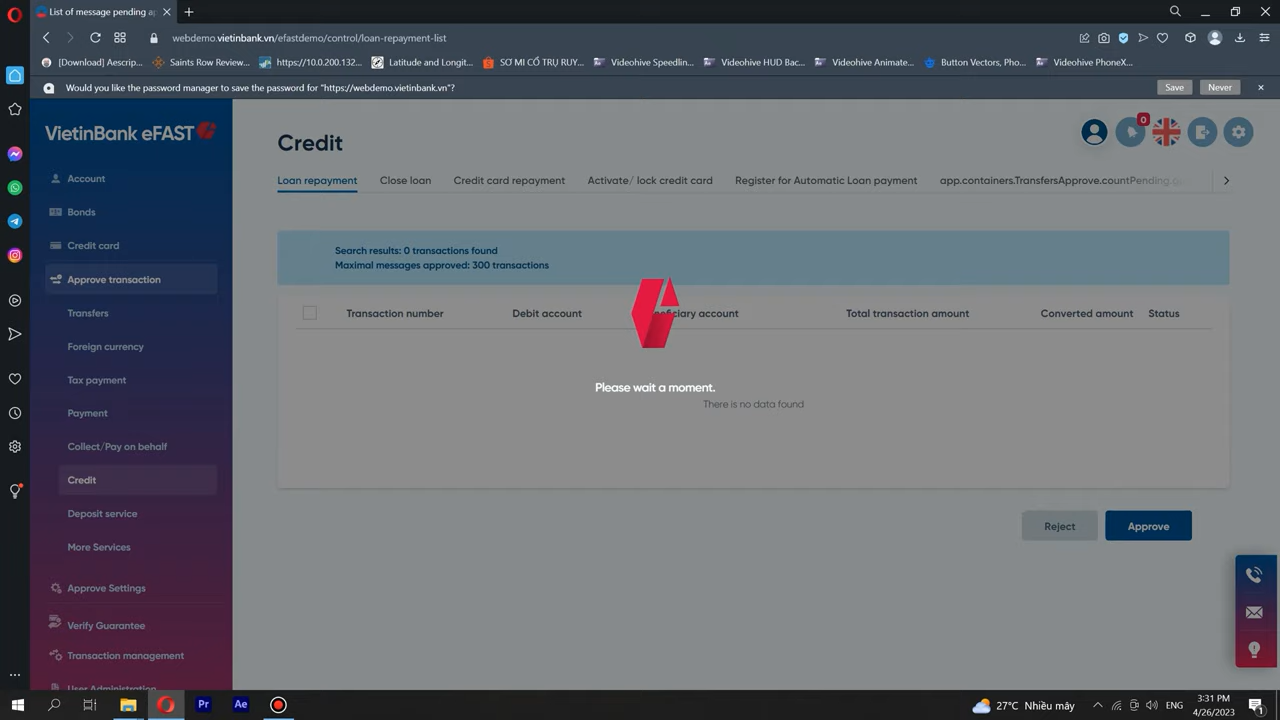 List of message pending ap
webdemo.vietinbank.vn/efastdemo/control/loan-repayment-list
[Download] Aescrip...
Saints Row Review...
https://10.0.200.132...
Latitude and Longit...
SƠ MI CỔ TRỤ RUY...
Videohive Speedlin...
Videohive HUD Bac...
Videohive Animate...
Button Vectors, Pho...
Videohive PhoneX...
Would you like the password manager to save the password for "https://webdemo.vietinbank.vn"?
Save
Never
VietinBank eFAST
Account
Bonds
Credit card
Approve transaction
Transfers
Foreign currency
Tax payment
Payment
Collect/Pay on behalf
Credit
Deposit service
More Services
Approve Settings
Verify Guarantee
Transaction management
User Administration
Credit
0
Loan repayment
Close loan
Credit card repayment
Activate/ lock credit card
Register for Automatic Loan payment
app.containers.TransfersApprove.countPending.
Search results: 0 transactions found
Maximal messages approved: 300 transactions
Transaction number
Debit account
eficiary account
Total transaction amount
Converted amount
Status
Please wait a moment.
There is no data found
Reject
Approve
Pr
Ae
27°C Nhiều mây
ENG
3:31 PM
4/26/2023
1